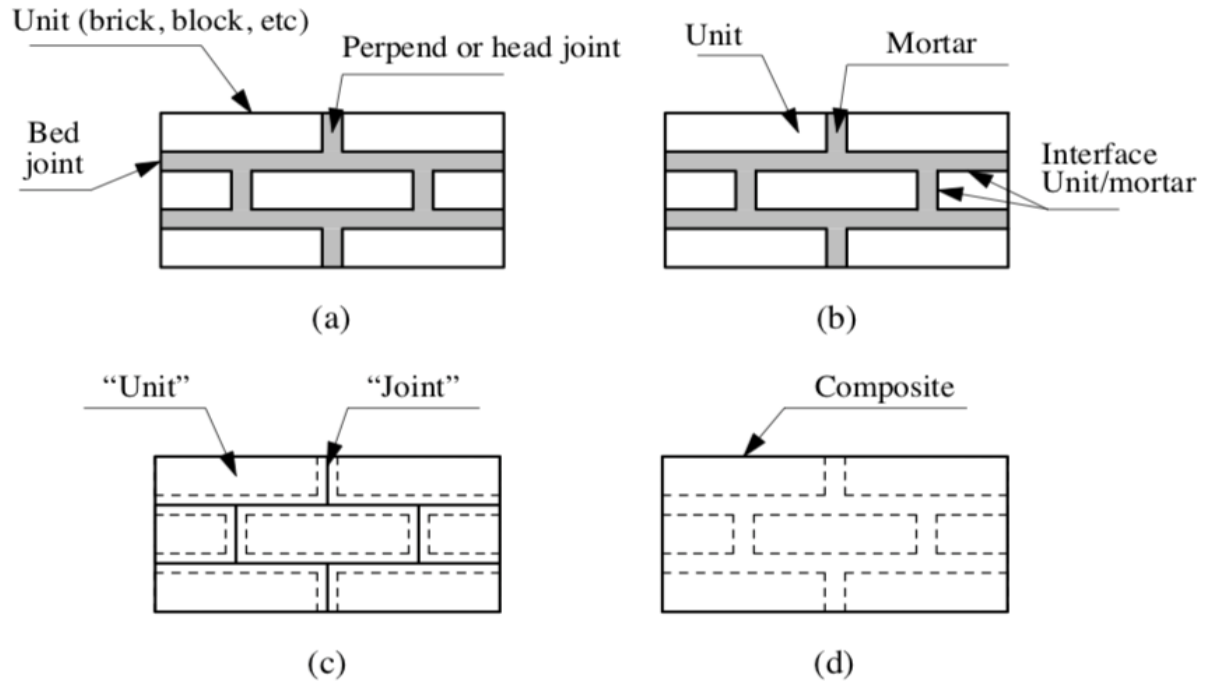 Unit (brick, block, etc)
Perpend or head joint
Bed
joint
(a)
Unit
Mortar
Interface
Unit/mortar
(b)
“Unit”
“Joint”
(c)
Composite
(d)